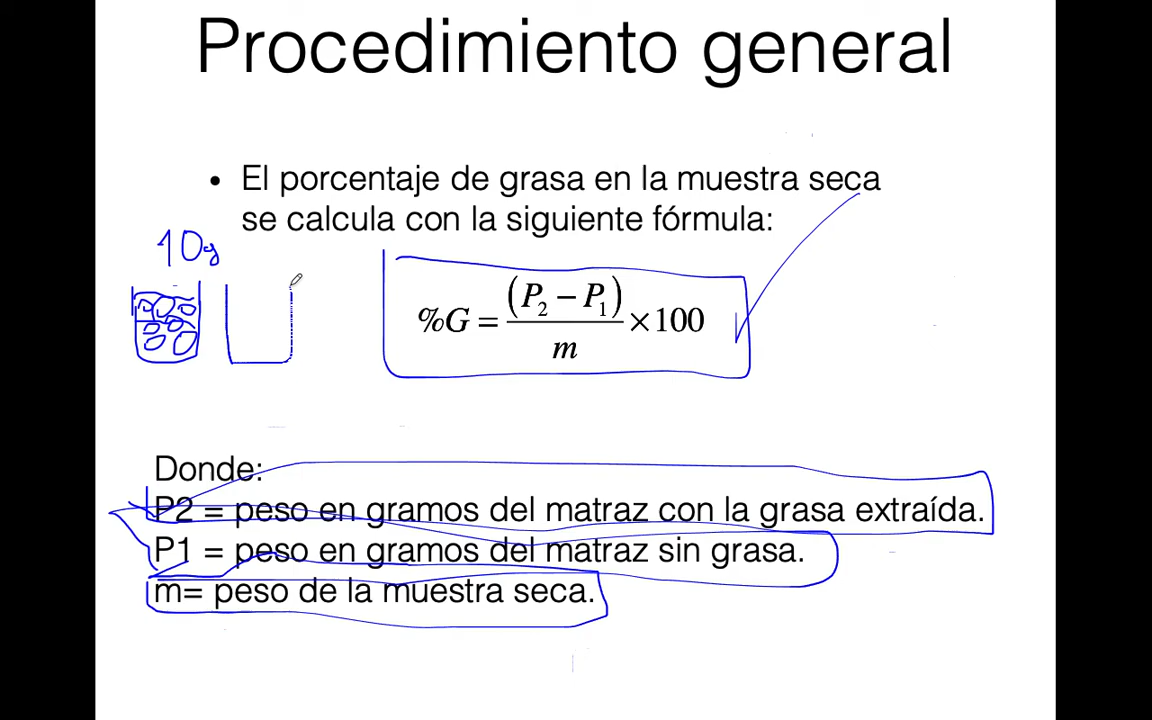 Procedimiento general
• El porcentaje de grasa en la muestra seca
se calcula con la siguiente fórmula:
10g
%G = (P₂ − P₁) / m × 100
Donde:
P2 = peso en gramos del matraz con la grasa extraída.
P1 = peso en gramos del matraz sin grasa.
m= peso de la muestra seca.